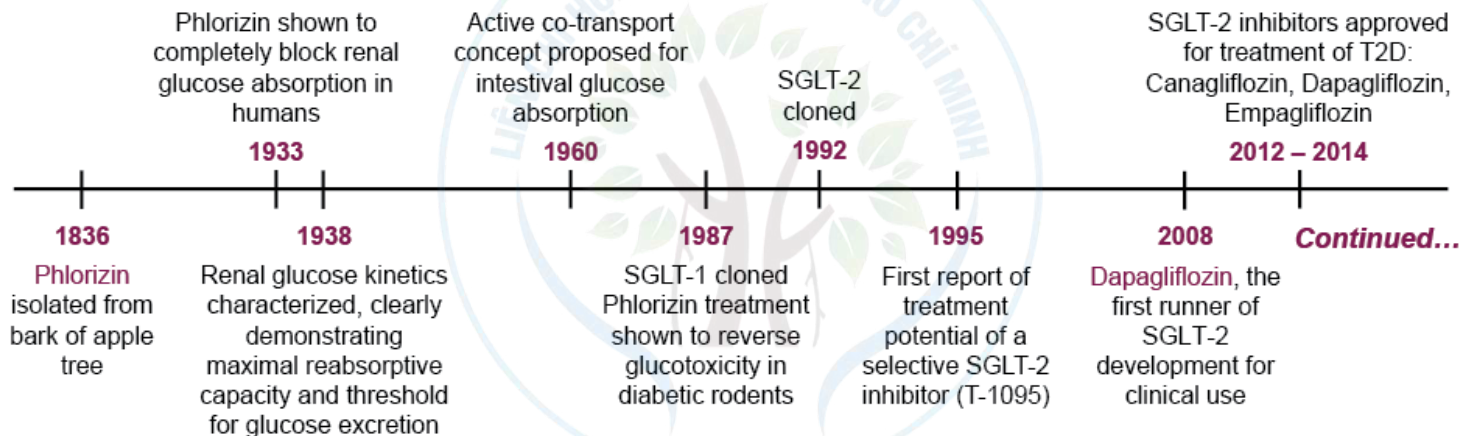 Phlorizin shown to
completely block renal
glucose absorption in
humans
1933
Active co-transport
concept proposed for
intestival glucose
absorption
1960
SGLT-2
cloned
1992
SGLT-2 inhibitors approved
for treatment of T2D:
Canagliflozin, Dapagliflozin,
Empagliflozin
2012 – 2014
1836
Phlorizin
isolated from
bark of apple
tree
1938
Renal glucose kinetics
characterized, clearly
demonstrating
maximal reabsorptive
capacity and threshold
for glucose excretion
1987
SGLT-1 cloned
Phlorizin treatment
shown to reverse
glucotoxicity in
diabetic rodents
1995
First report of
treatment
potential of a
selective SGLT-2
inhibitor (T-1095)
2008
Dapagliflozin, the
first runner of
SGLT-2
development for
clinical use
Continued...
CHÍ MINH